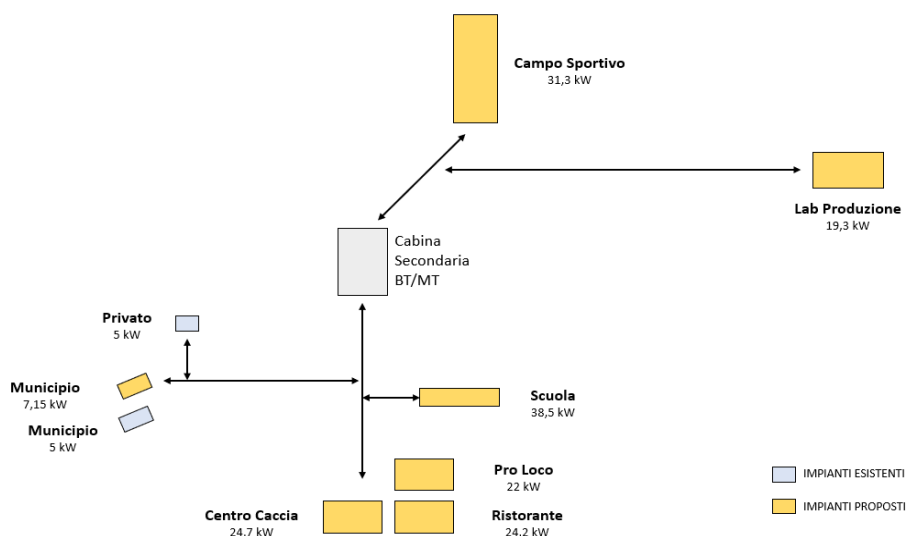 Campo Sportivo
31,3 kW
Lab Produzione
19,3 kW
Cabina
Secondaria
BT/MT
Privato
5 kW
Municipio
7,15 kW
Municipio
5 kW
Scuola
38,5 kW
Pro Loco
22 kW
Centro Caccia
24,7 kW
Ristorante
24,2 kW
IMPIANTI ESISTENTI
IMPIANTI PROPOSTI